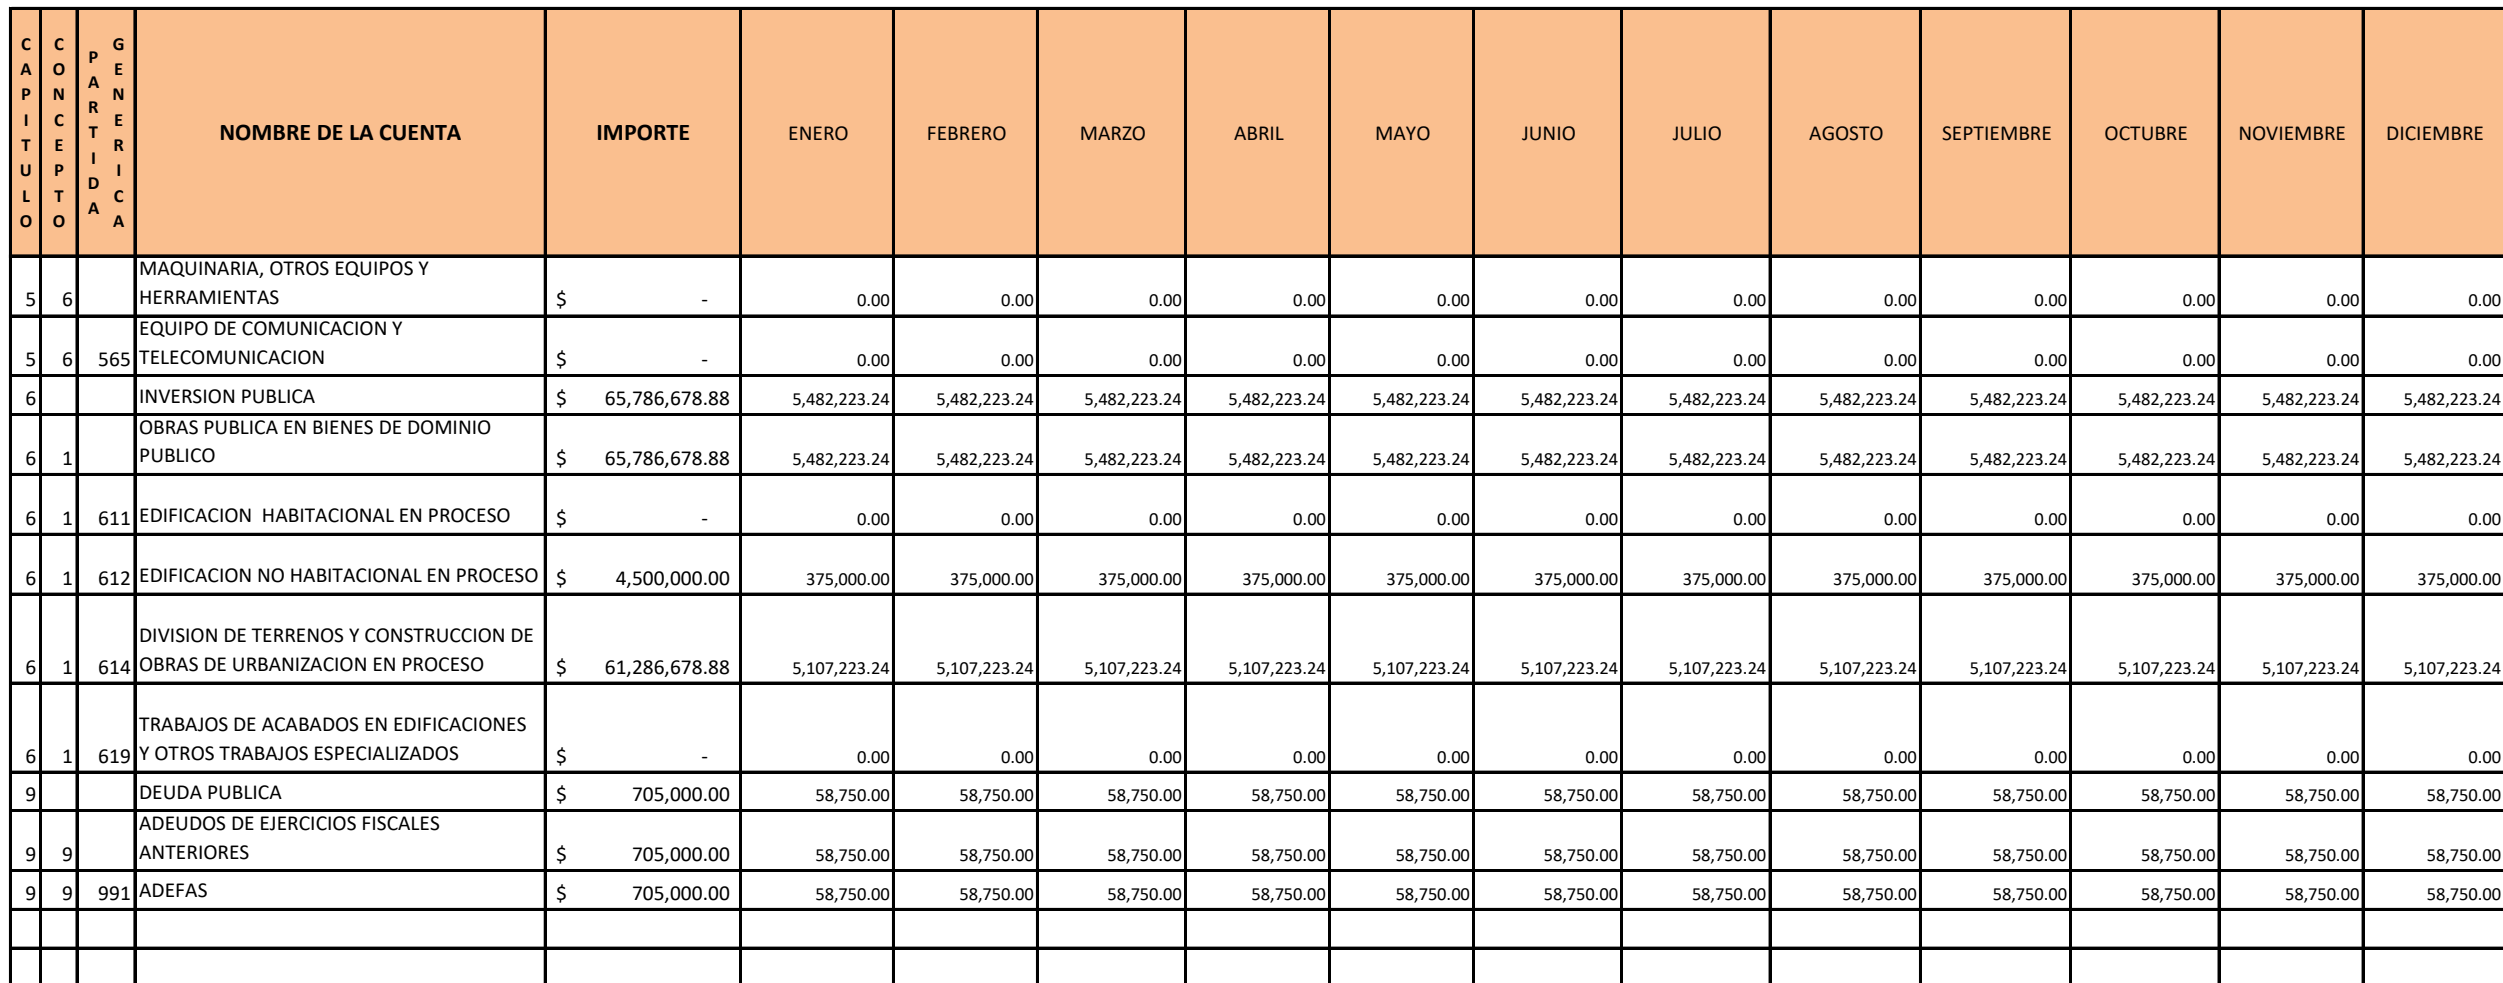 CAPITULO CONCEPTO PARTIDA GENERICA NOMBRE DE LA CUENTA IMPORTE ENERO FEBRERO MARZO ABRIL MAYO JUNIO JULIO AGOSTO SEPTIEMBRE OCTUBRE NOVIEMBRE DICIEMBRE
MAQUINARIA, OTROS EQUIPOS Y
5 6 HERRAMIENTAS $ - 0.00 0.00 0.00 0.00 0.00 0.00 0.00 0.00 0.00 0.00 0.00 0.00
EQUIPO DE COMUNICACION Y
5 6 565 TELECOMUNICACION $ - 0.00 0.00 0.00 0.00 0.00 0.00 0.00 0.00 0.00 0.00 0.00 0.00
6 INVERSION PUBLICA $ 65,786,678.88 5,482,223.24 5,482,223.24 5,482,223.24 5,482,223.24 5,482,223.24 5,482,223.24 5,482,223.24 5,482,223.24 5,482,223.24 5,482,223.24 5,482,223.24 5,482,223.24
OBRAS PUBLICA EN BIENES DE DOMINIO
6 1 PUBLICO $ 65,786,678.88 5,482,223.24 5,482,223.24 5,482,223.24 5,482,223.24 5,482,223.24 5,482,223.24 5,482,223.24 5,482,223.24 5,482,223.24 5,482,223.24 5,482,223.24 5,482,223.24
6 1 611 EDIFICACION HABITACIONAL EN PROCESO $ - 0.00 0.00 0.00 0.00 0.00 0.00 0.00 0.00 0.00 0.00 0.00 0.00
6 1 612 EDIFICACION NO HABITACIONAL EN PROCESO $ 4,500,000.00 375,000.00 375,000.00 375,000.00 375,000.00 375,000.00 375,000.00 375,000.00 375,000.00 375,000.00 375,000.00 375,000.00 375,000.00
DIVISION DE TERRENOS Y CONSTRUCCION DE
6 1 614 OBRAS DE URBANIZACION EN PROCESO $ 61,286,678.88 5,107,223.24 5,107,223.24 5,107,223.24 5,107,223.24 5,107,223.24 5,107,223.24 5,107,223.24 5,107,223.24 5,107,223.24 5,107,223.24 5,107,223.24 5,107,223.24
TRABAJOS DE ACABADOS EN EDIFICACIONES
6 1 619 Y OTROS TRABAJOS ESPECIALIZADOS $ - 0.00 0.00 0.00 0.00 0.00 0.00 0.00 0.00 0.00 0.00 0.00 0.00
9 DEUDA PUBLICA $ 705,000.00 58,750.00 58,750.00 58,750.00 58,750.00 58,750.00 58,750.00 58,750.00 58,750.00 58,750.00 58,750.00 58,750.00 58,750.00
ADEUDOS DE EJERCICIOS FISCALES
9 9 ANTERIORES $ 705,000.00 58,750.00 58,750.00 58,750.00 58,750.00 58,750.00 58,750.00 58,750.00 58,750.00 58,750.00 58,750.00 58,750.00 58,750.00
9 9 991 ADEFAS $ 705,000.00 58,750.00 58,750.00 58,750.00 58,750.00 58,750.00 58,750.00 58,750.00 58,750.00 58,750.00 58,750.00 58,750.00 58,750.00